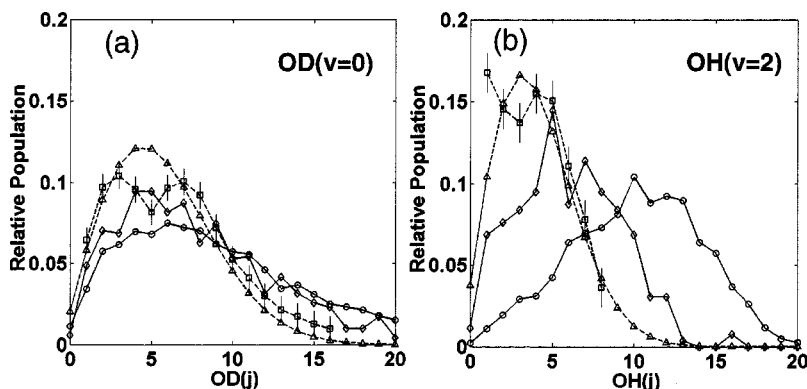 (a)
OD(v=0)
Relative Population
0.2
0.15
0.1
0.05
0
0 5 10 15 20
OD(j)
(b)
OH(v=2)
Relative Population
0.2
0.15
0.1
0.05
0
0 5 10 15 20
OH(j)